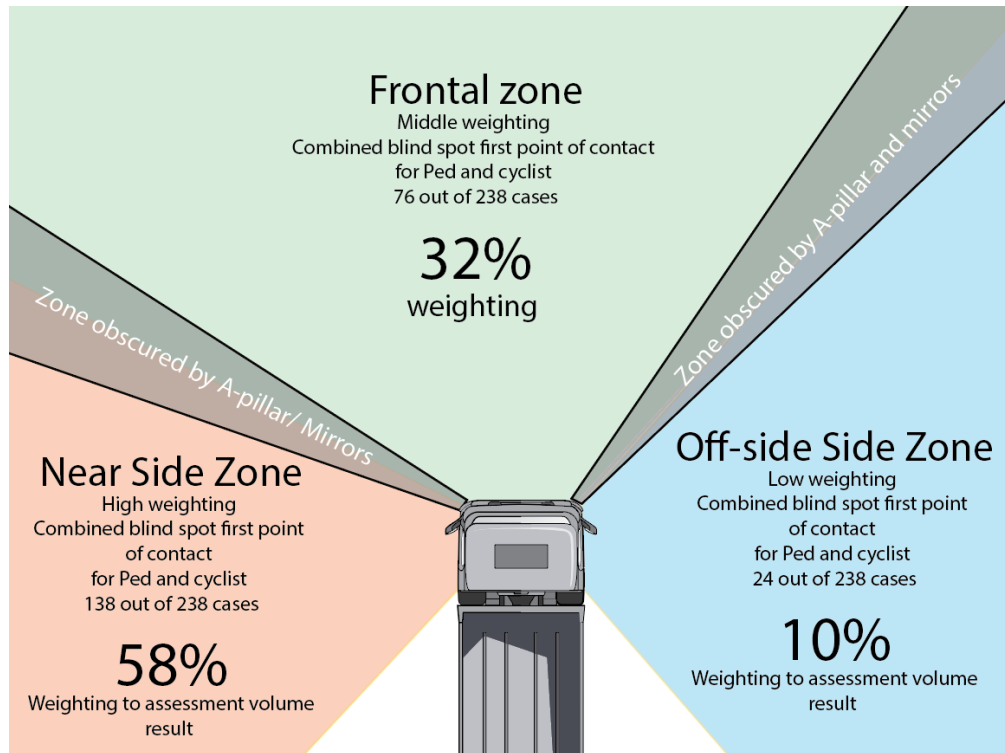 Frontal zone
Middle weighting
Combined blind spot first point of contact
for Ped and cyclist
76 out of 238 cases
32%
weighting
Zone obscured by A-pillar/ Mirrors
Zone obscured by A-pillar and mirrors
Near Side Zone
High weighting
Combined blind spot first point
of contact
for Ped and cyclist
138 out of 238 cases
58%
Weighting to assessment volume
result
Off-side Side Zone
Low weighting
Combined blind spot first point
of contact
for Ped and cyclist
24 out of 238 cases
10%
Weighting to assessment volume
result